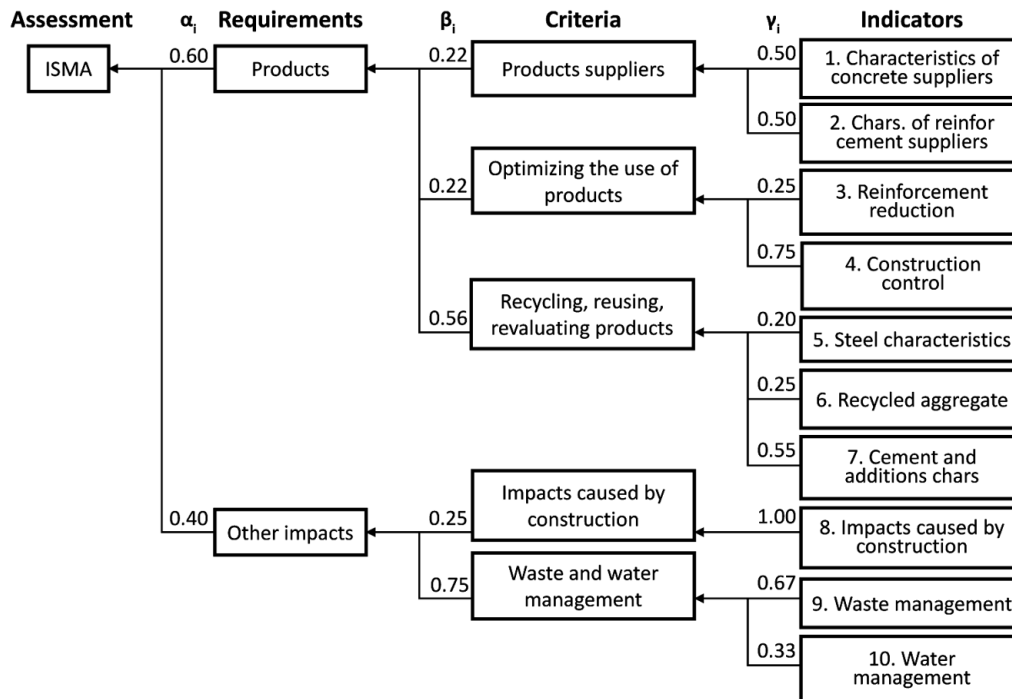 Assessment αi Requirements βi Criteria γi Indicators
ISMA
0.60
Products
0.22
Products suppliers
0.50
1. Characteristics of
concrete suppliers
0.50
2. Chars. of reinfor
cement suppliers
0.22
Optimizing the use of
products
0.25
3. Reinforcement
reduction
0.75
4. Construction
control
0.56
Recycling, reusing,
revaluating products
0.20
5. Steel characteristics
0.25
6. Recycled aggregate
0.55
7. Cement and
additions chars
0.40
Other impacts
0.25
Impacts caused by
construction
1.00
8. Impacts caused by
construction
0.75
Waste and water
management
0.67
9. Waste management
0.33
10. Water
management